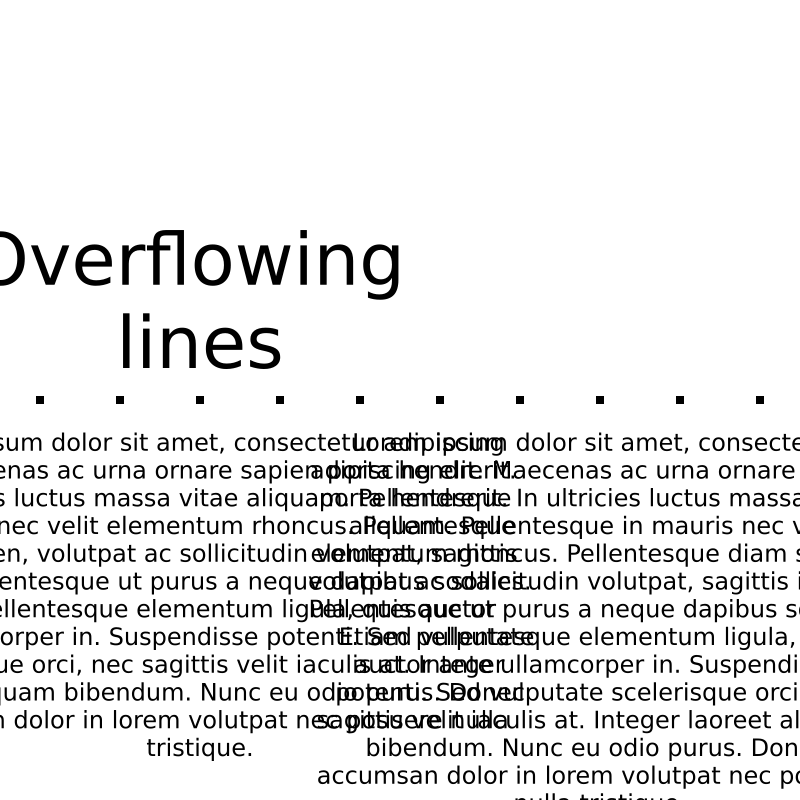 Overflowing
lines
sum dolor sit amet, consectetur adipiscing
enas ac urna ornare sapien porta hendrerit.
s luctus massa vitae aliquam. Pellentesque
nec velit elementum rhoncus. Pellentesque
en, volutpat ac sollicitudin volutpat, sagittis
entesque ut purus a neque dapibus sodales.
ellentesque elementum ligula, quis auctor
orper in. Suspendisse potenti. Sed vulputate
ue orci, nec sagittis velit iaculis at. Integer
quam bibendum. Nunc eu odio purus. Donec
n dolor in lorem volutpat nec posuere nulla
tristique.
Lorem ipsum dolor sit amet, consecte
adipiscing elit. Maecenas ac urna ornare
porta hendrerit. In ultricies luctus massa
aliquam. Pellentesque in mauris nec v
elementum rhoncus. Pellentesque diam s
volutpat ac sollicitudin volutpat, sagittis i
Pellentesque ut purus a neque dapibus so
Etiam pellentesque elementum ligula,
auctor ante ullamcorper in. Suspendi
potenti. Sed vulputate scelerisque orci
sagittis velit iaculis at. Integer laoreet al
bibendum. Nunc eu odio purus. Don
accumsan dolor in lorem volutpat nec po
nulla tristique.